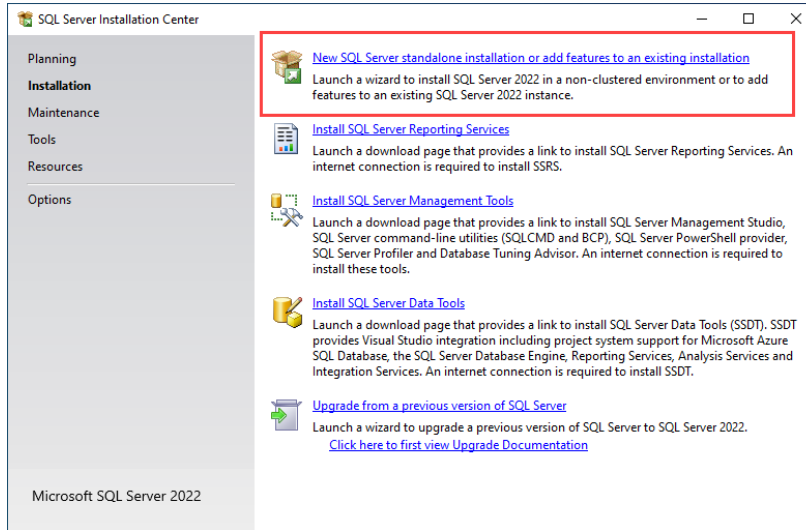 SQL Server Installation Center
Planning
Installation
Maintenance
Tools
Resources
Options
Microsoft SQL Server 2022
New SQL Server standalone installation or add features to an existing installation
Launch a wizard to install SQL Server 2022 in a non-clustered environment or to add
features to an existing SQL Server 2022 instance.
Install SQL Server Reporting Services
Launch a download page that provides a link to install SQL Server Reporting Services. An
internet connection is required to install SSRS.
Install SQL Server Management Tools
Launch a download page that provides a link to install SQL Server Management Studio,
SQL Server command-line utilities (SQLCMD and BCP), SQL Server PowerShell provider,
SQL Server Profiler and Database Tuning Advisor. An internet connection is required to
install these tools.
Install SQL Server Data Tools
Launch a download page that provides a link to install SQL Server Data Tools (SSDT). SSDT
provides Visual Studio integration including project system support for Microsoft Azure
SQL Database, the SQL Server Database Engine, Reporting Services, Analysis Services and
Integration Services. An internet connection is required to install SSDT.
Upgrade from a previous version of SQL Server
Launch a wizard to upgrade a previous version of SQL Server to SQL Server 2022.
Click here to first view Upgrade Documentation